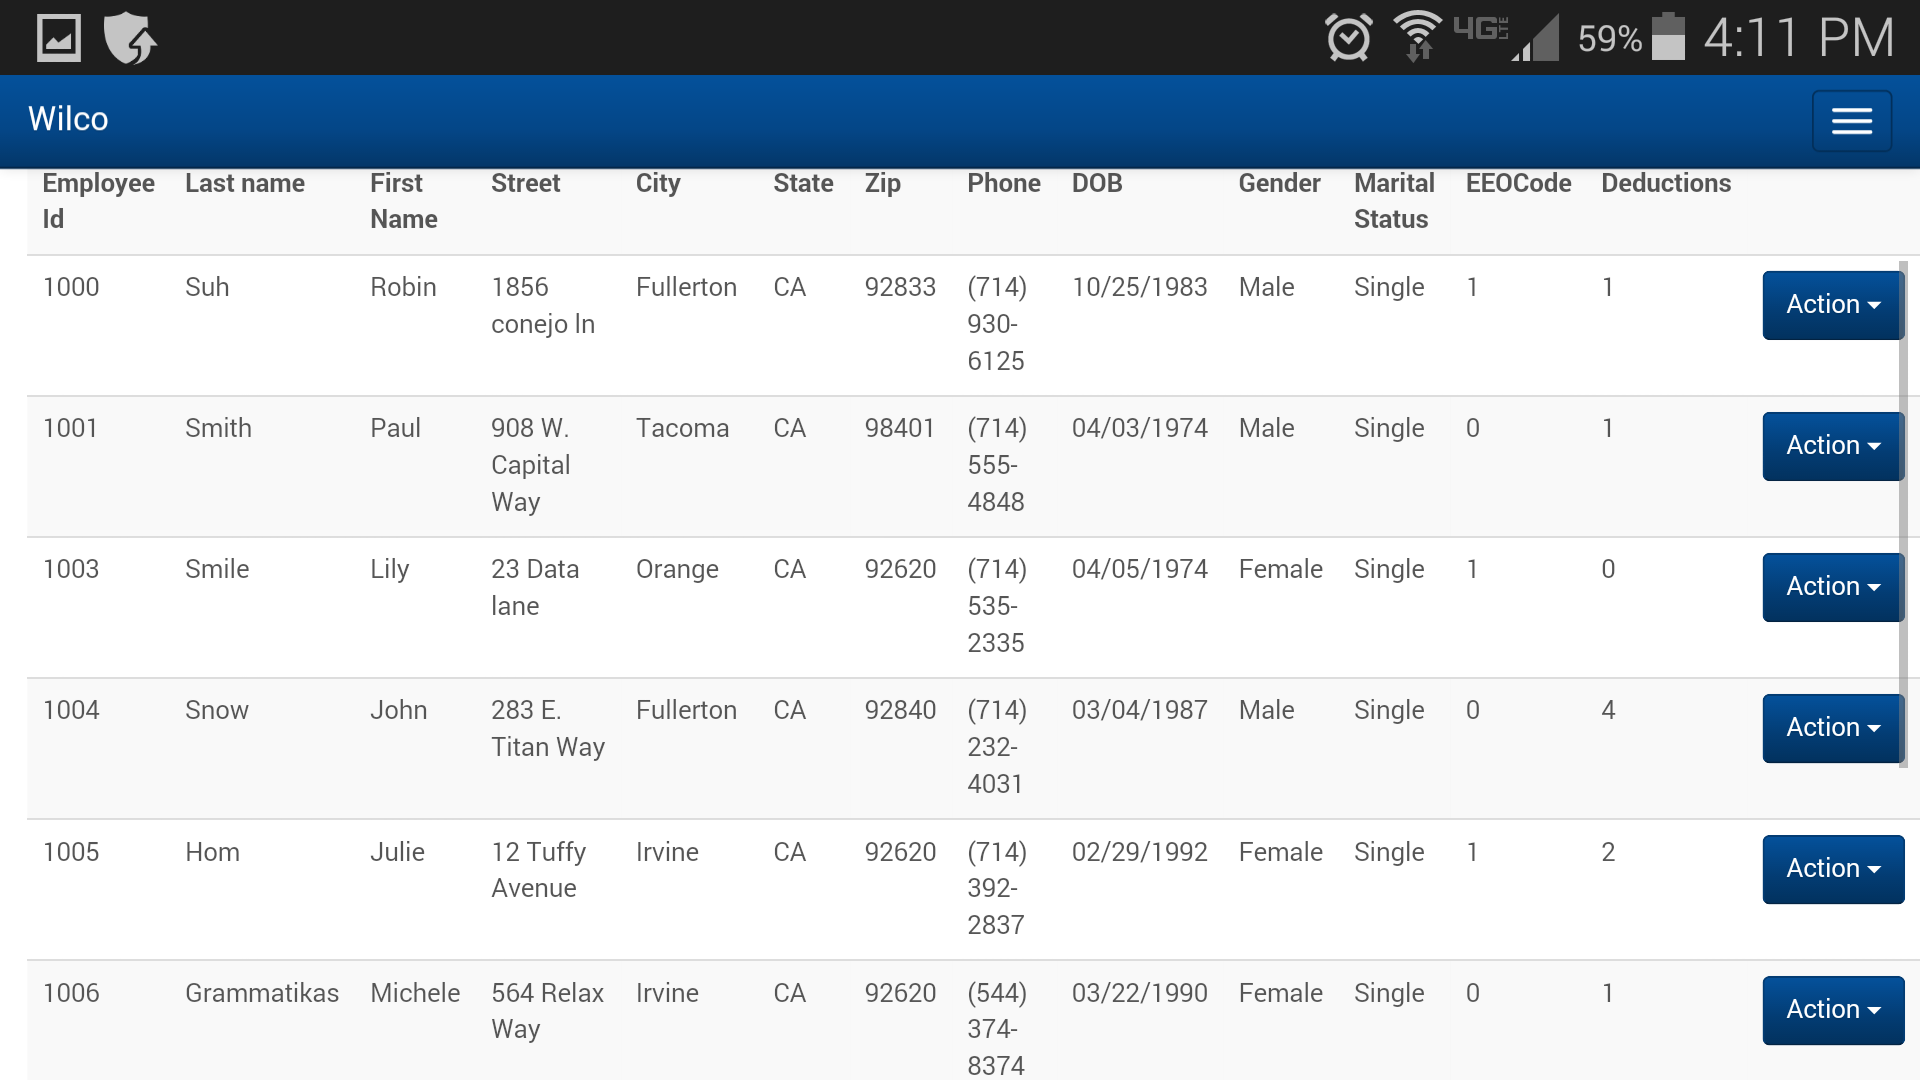 4G LTE 59% 4:11 PM
Wilco
Employee Id Last name First Name Street City State Zip Phone DOB Gender Marital Status EEOCode Deductions
1000 Suh Robin 1856 conejo ln Fullerton CA 92833 (714) 930-6125 10/25/1983 Male Single 1 1 Action
1001 Smith Paul 908 W. Capital Way Tacoma CA 98401 (714) 555-4848 04/03/1974 Male Single 0 1 Action
1003 Smile Lily 23 Data lane Orange CA 92620 (714) 535-2335 04/05/1974 Female Single 1 0 Action
1004 Snow John 283 E. Titan Way Fullerton CA 92840 (714) 232-4031 03/04/1987 Male Single 0 4 Action
1005 Hom Julie 12 Tuffy Avenue Irvine CA 92620 (714) 392-2837 02/29/1992 Female Single 1 2 Action
1006 Grammatikas Michele 564 Relax Way Irvine CA 92620 (544) 374-8374 03/22/1990 Female Single 0 1 Action